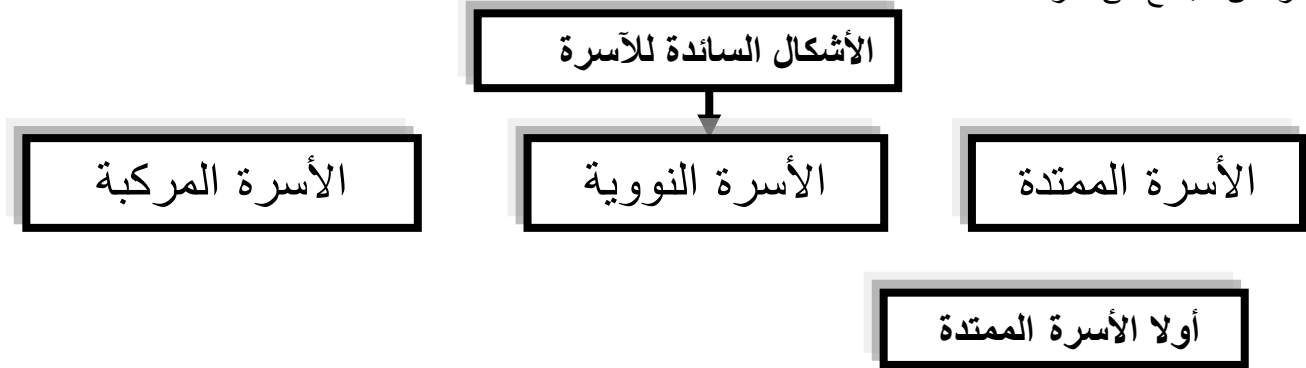 الأشكال السائدة للآسرة
الأسرة الممتدة
الأسرة النووية
الأسرة المركبة
أولا الأسرة الممتدة